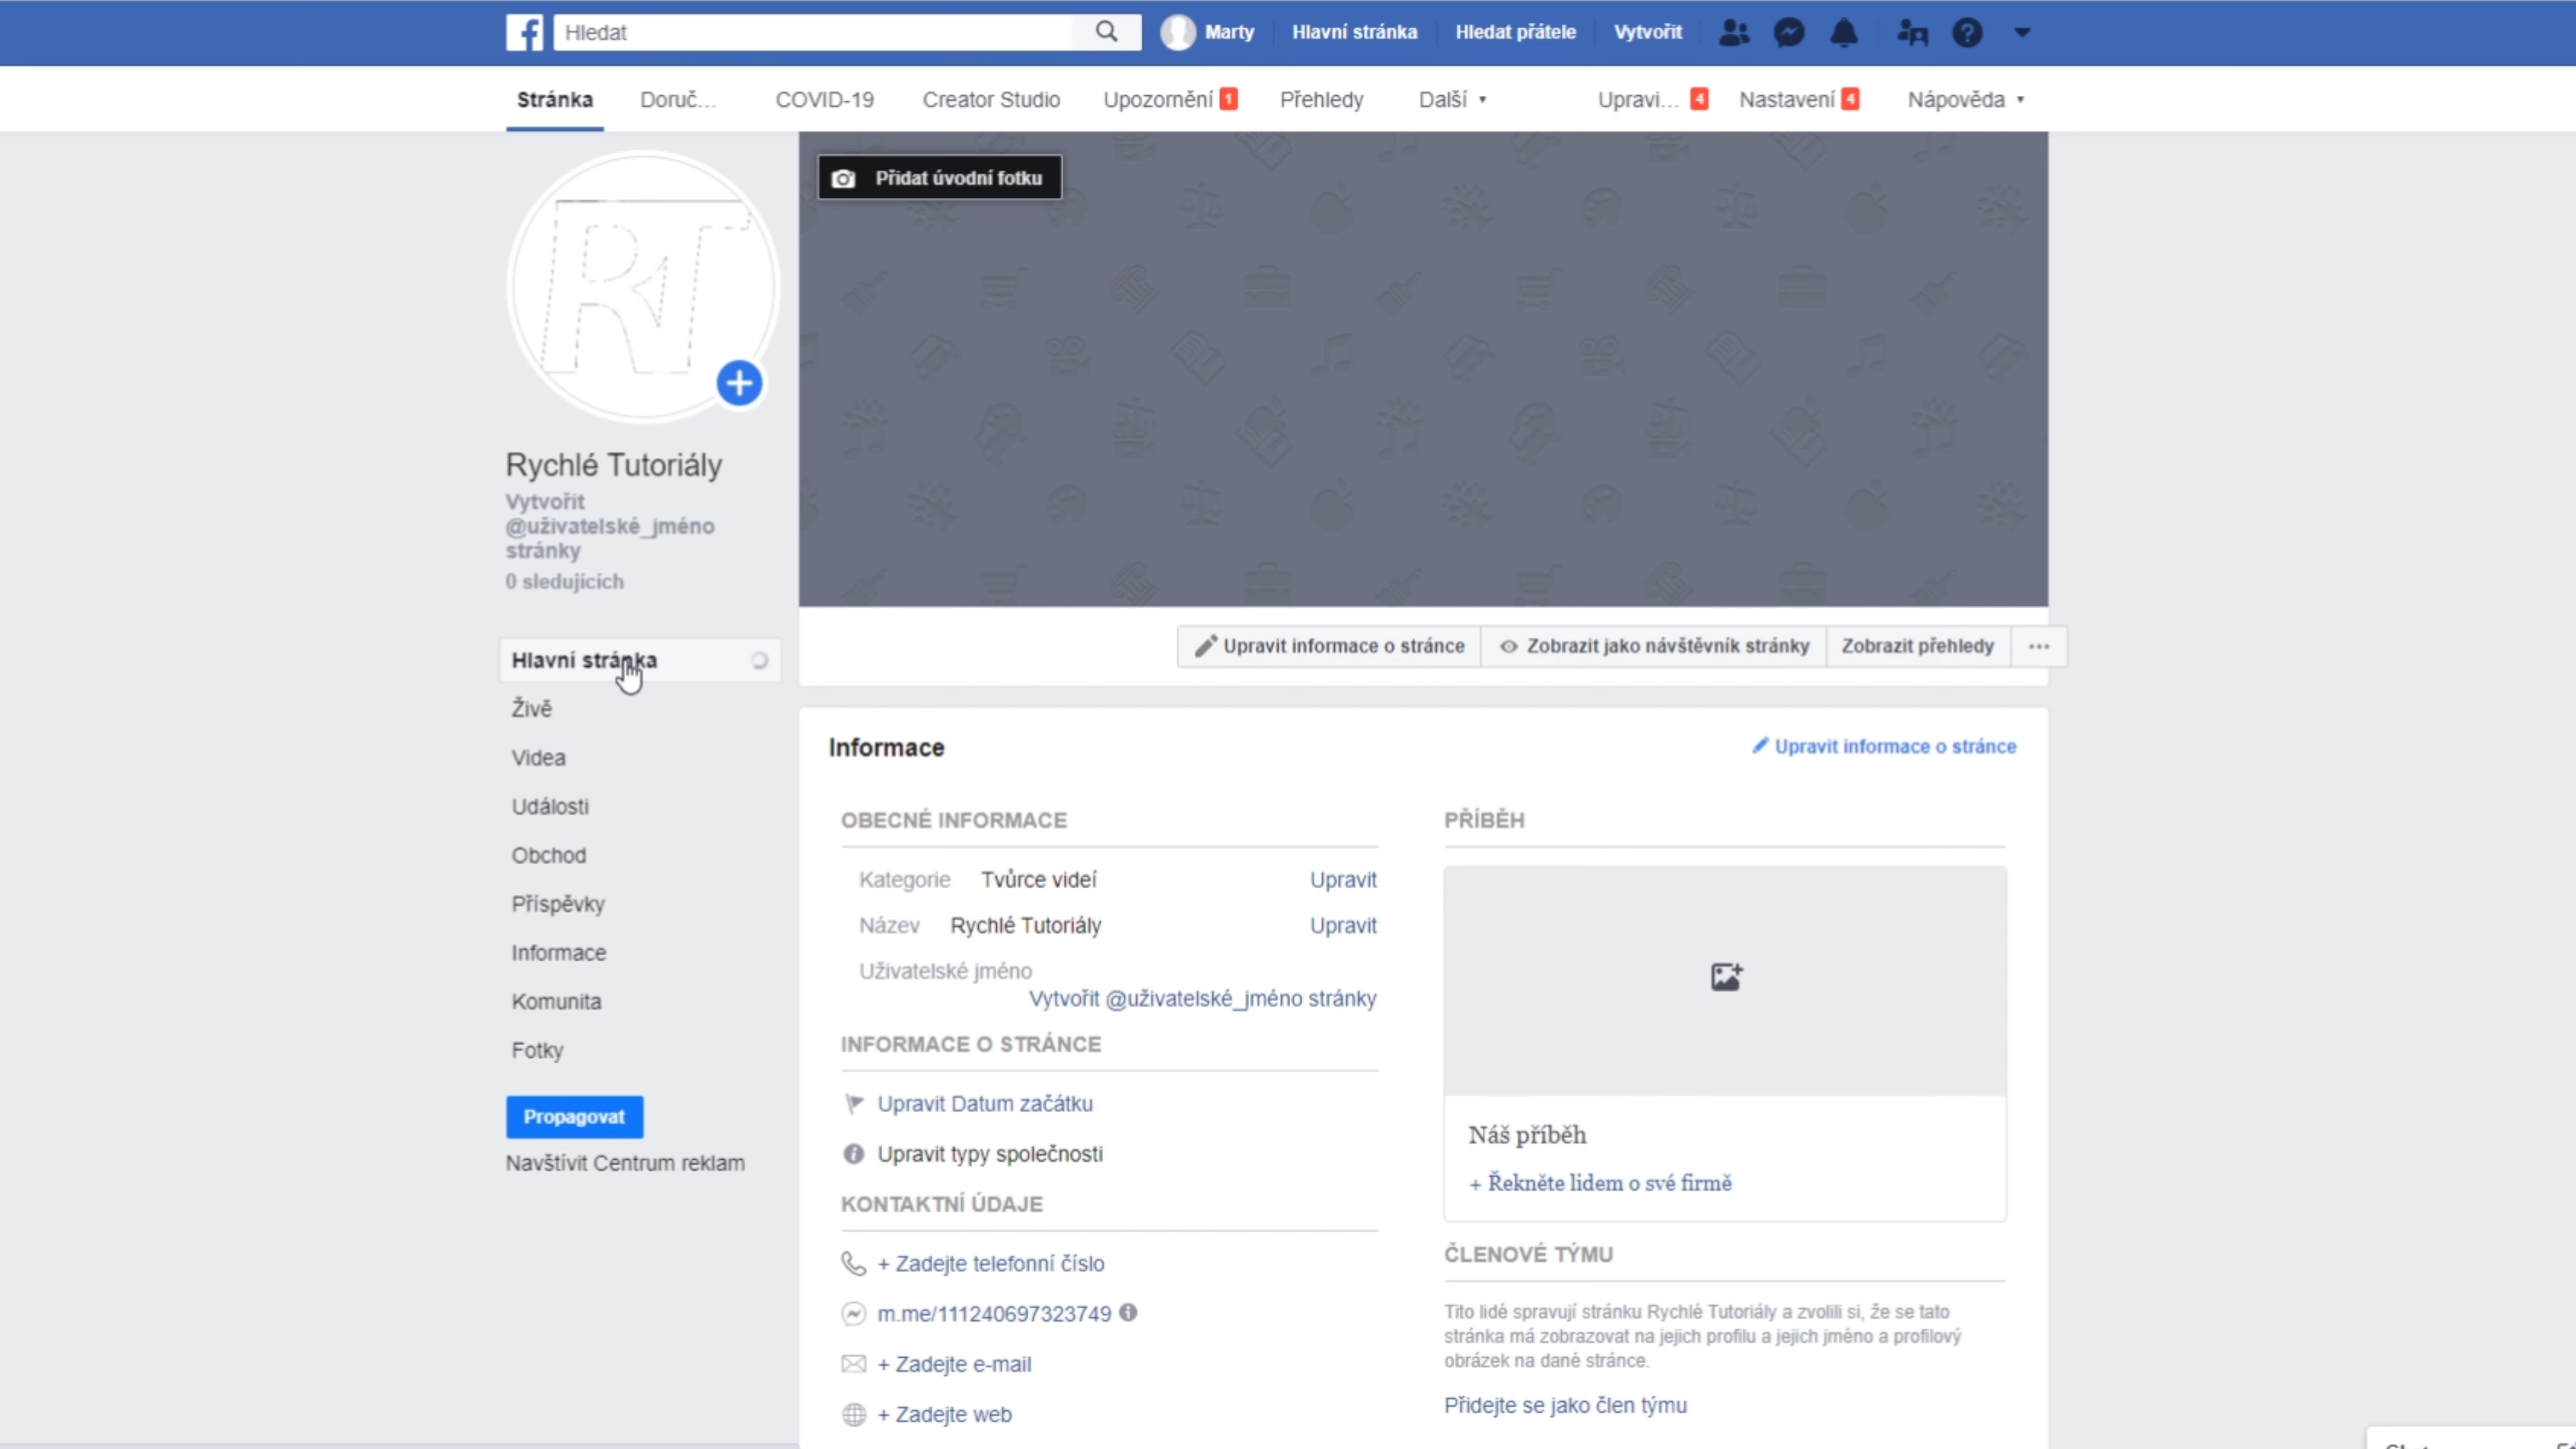 Hledat
Marty
Hlavní stránka
Hledat přátele
Vytvořit
Stránka
Doruč...
COVID-19
Creator Studio
Upozornění 1
Přehledy
Další
Upravi... 4
Nastavení 4
Nápověda
RT
Přidat úvodní fotku
Rychlé Tutoriály
Vytvořit
@uživatelské_jméno
stránky
0 sledujících
Hlavní stránka
Živě
Videa
Události
Obchod
Příspěvky
Informace
Komunita
Fotky
Propagovat
Navštívit Centrum reklam
Upravit informace o stránce
Zobrazit jako návštěvník stránky
Zobrazit přehledy
Informace
Upravit informace o stránce
OBECNÉ INFORMACE
Kategorie Tvůrce videí Upravit
Název Rychlé Tutoriály Upravit
Uživatelské jméno
Vytvořit @uživatelské_jméno stránky
INFORMACE O STRÁNCE
Upravit Datum začátku
Upravit typy společnosti
KONTAKTNÍ ÚDAJE
+ Zadejte telefonní číslo
m.me/111240697323749
+ Zadejte e-mail
+ Zadejte web
PŘÍBĚH
Náš příběh
+ Řekněte lidem o své firmě
ČLENOVÉ TÝMU
Tito lidé spravují stránku Rychlé Tutoriály a zvolili si, že se tato
stránka má zobrazovat na jejich profilu a jejich jméno a profilový
obrázek na dané stránce.
Přidejte se jako člen týmu